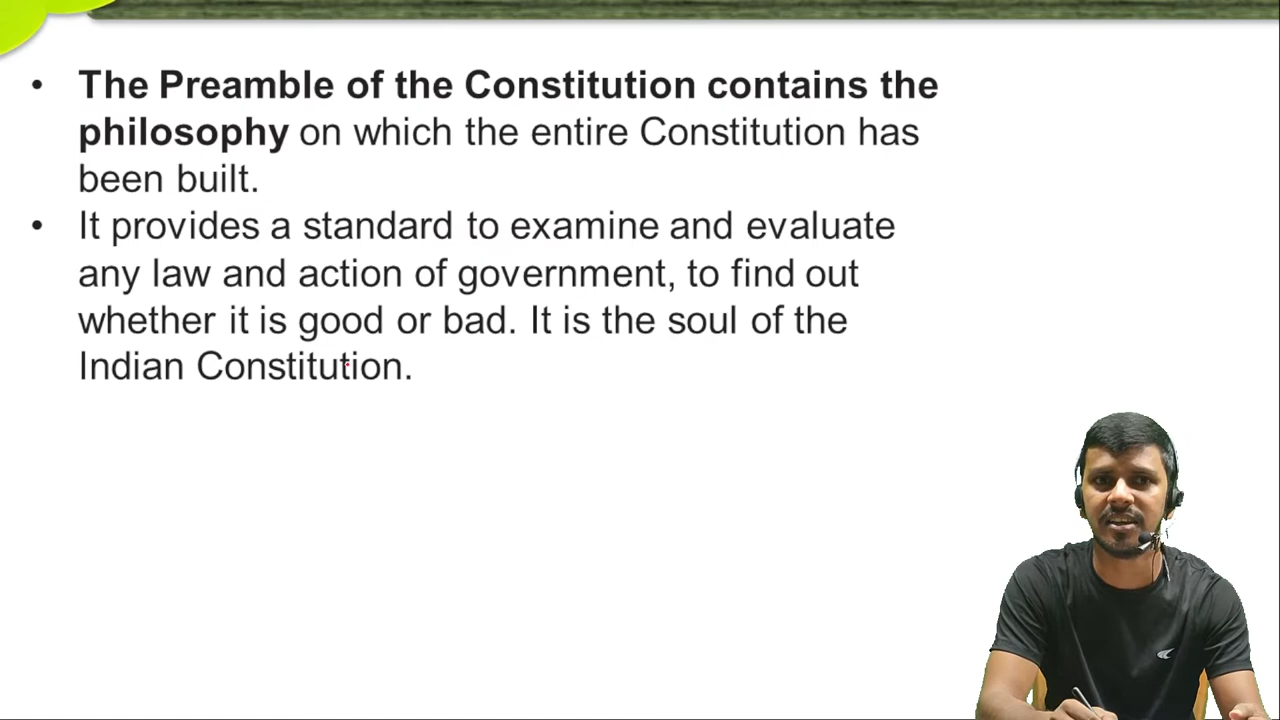 • The Preamble of the Constitution contains the
philosophy on which the entire Constitution has
been built.
• It provides a standard to examine and evaluate
any law and action of government, to find out
whether it is good or bad. It is the soul of the
Indian Constitution.